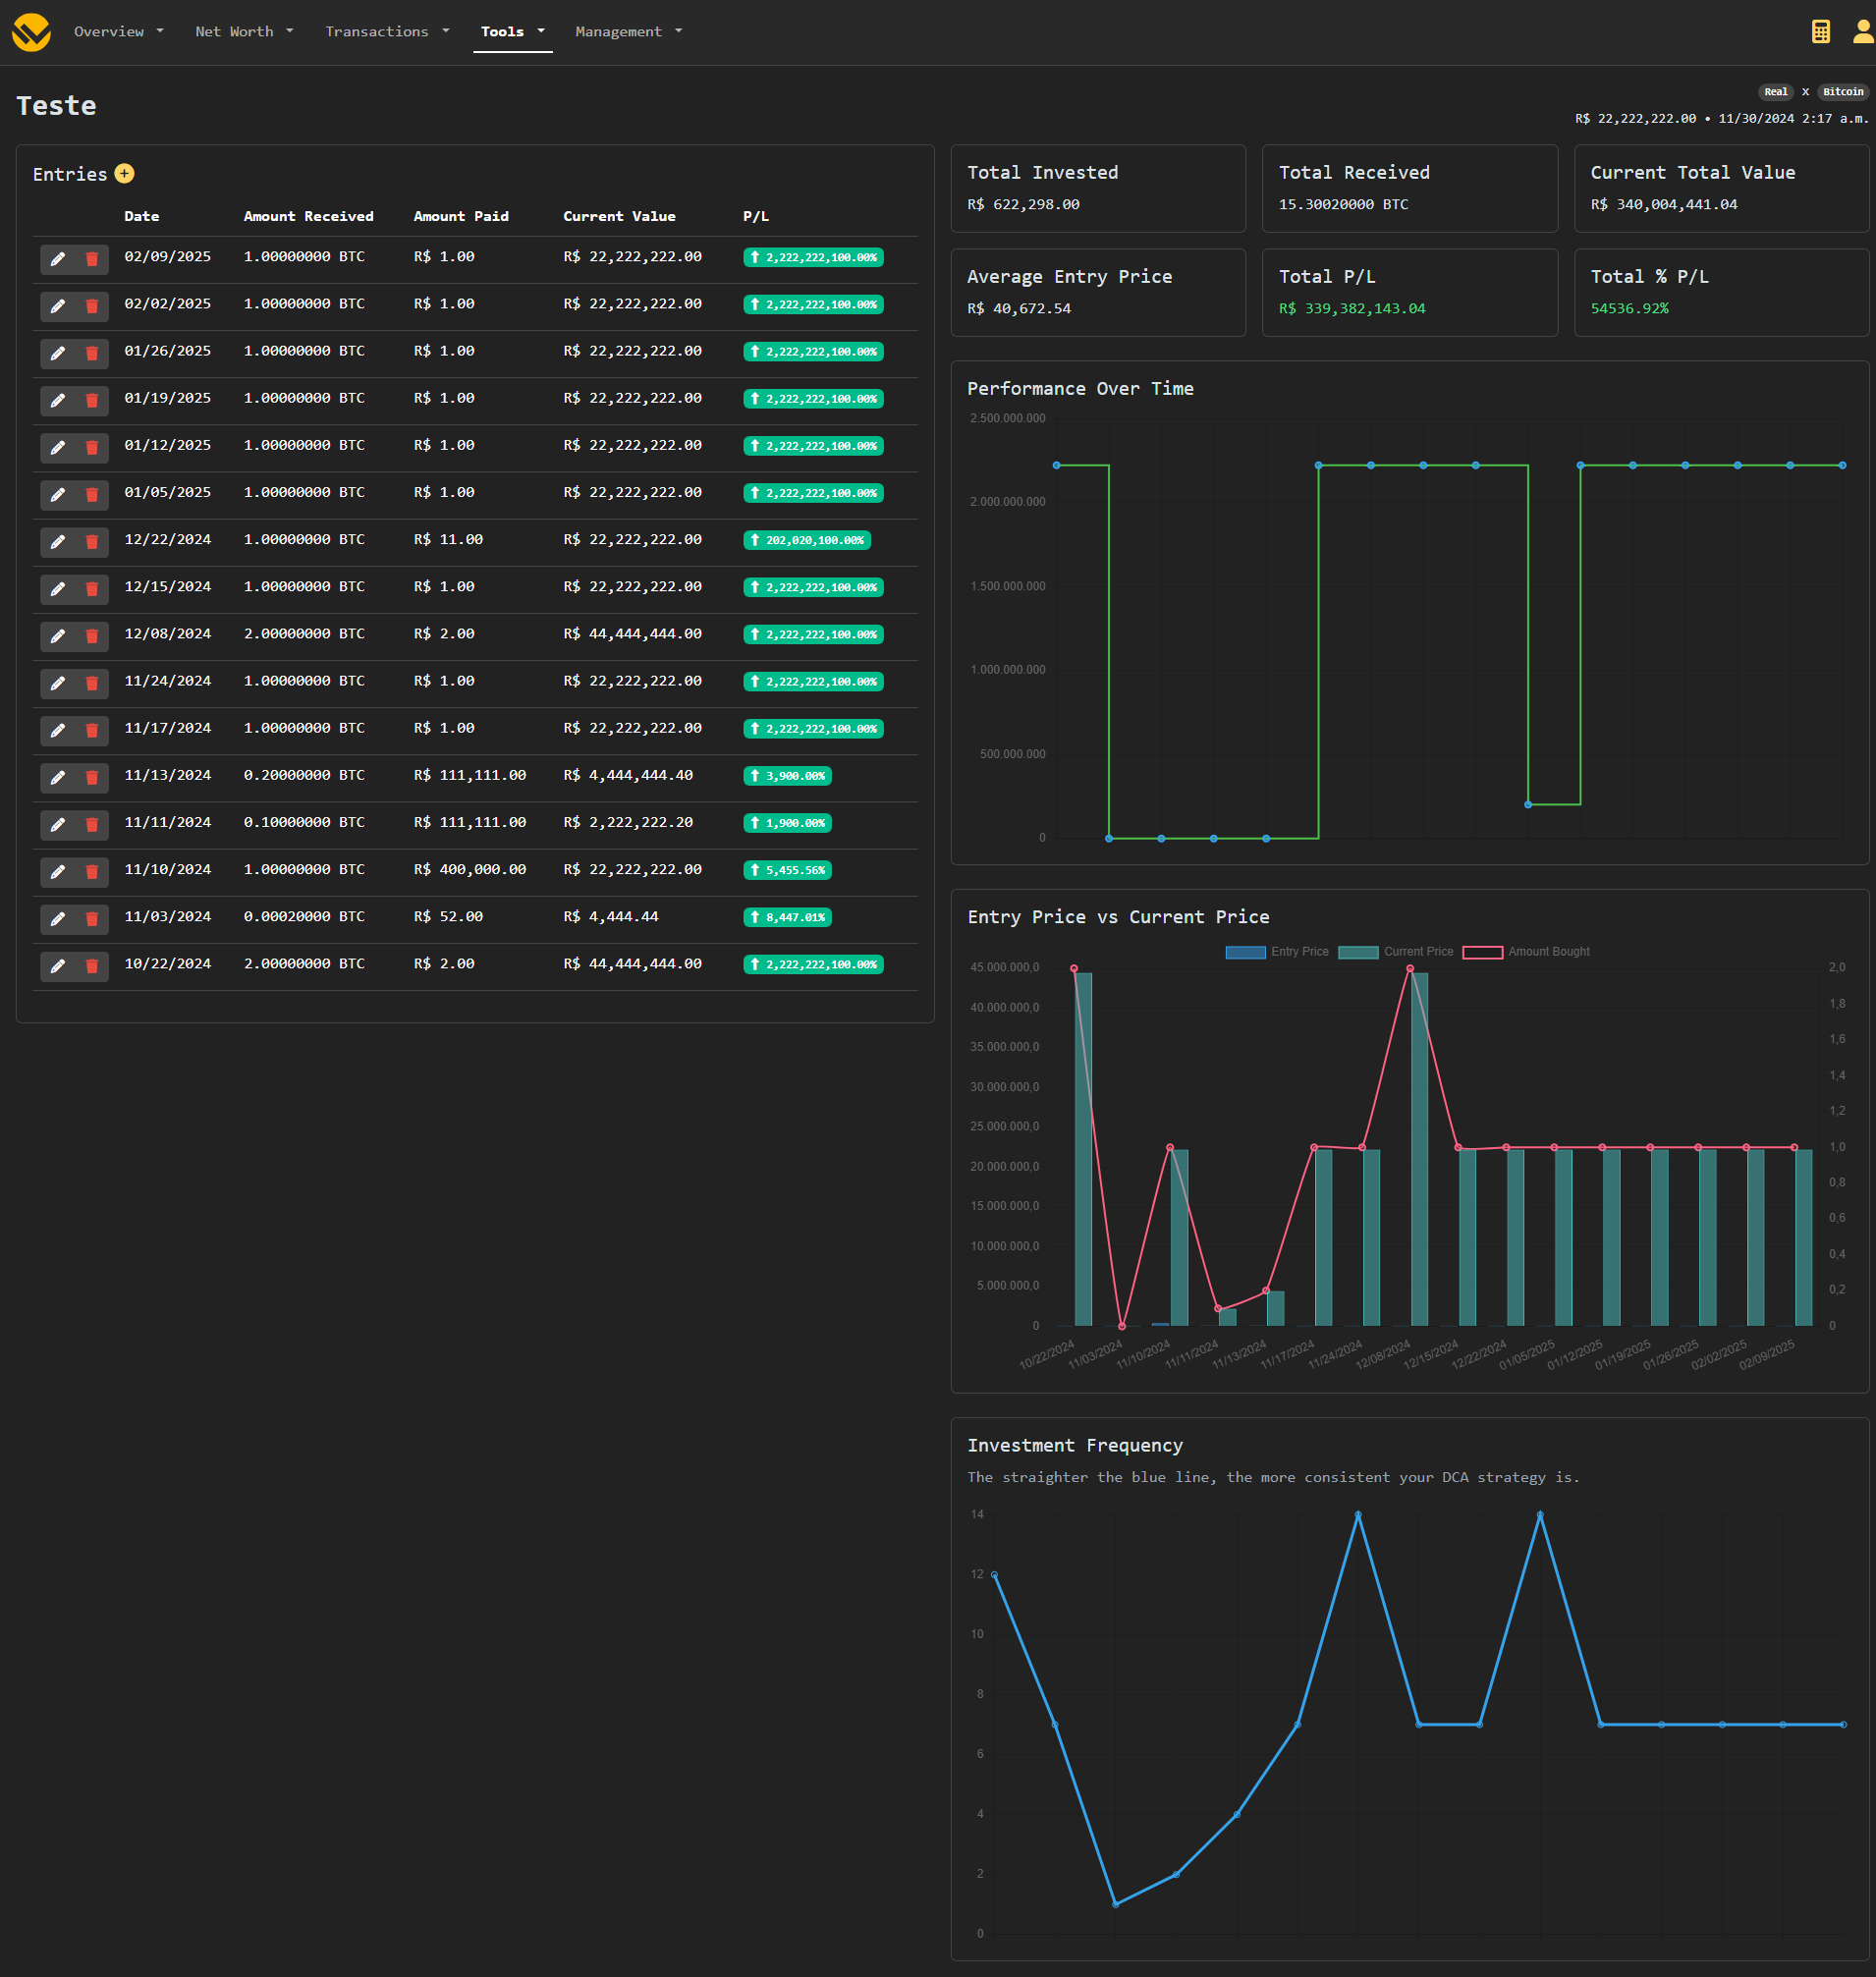 Overview Net Worth Transactions Tools Management
Teste
Real x Bitcoin
R$ 22,222,222.00 • 11/30/2024 2:17 a.m.
Entries
Date Amount Received Amount Paid Current Value P/L
02/09/2025 1.00000000 BTC R$ 1.00 R$ 22,222,222.00 2,222,222,100.00%
02/02/2025 1.00000000 BTC R$ 1.00 R$ 22,222,222.00 2,222,222,100.00%
01/26/2025 1.00000000 BTC R$ 1.00 R$ 22,222,222.00 2,222,222,100.00%
01/19/2025 1.00000000 BTC R$ 1.00 R$ 22,222,222.00 2,222,222,100.00%
01/12/2025 1.00000000 BTC R$ 1.00 R$ 22,222,222.00 2,222,222,100.00%
01/05/2025 1.00000000 BTC R$ 1.00 R$ 22,222,222.00 2,222,222,100.00%
12/22/2024 1.00000000 BTC R$ 11.00 R$ 22,222,222.00 202,020,100.00%
12/15/2024 1.00000000 BTC R$ 1.00 R$ 22,222,222.00 2,222,222,100.00%
12/08/2024 2.00000000 BTC R$ 2.00 R$ 44,444,444.00 2,222,222,100.00%
11/24/2024 1.00000000 BTC R$ 1.00 R$ 22,222,222.00 2,222,222,100.00%
11/17/2024 1.00000000 BTC R$ 1.00 R$ 22,222,222.00 2,222,222,100.00%
11/13/2024 0.20000000 BTC R$ 111,111.00 R$ 4,444,444.40 3,900.00%
11/11/2024 0.10000000 BTC R$ 111,111.00 R$ 2,222,222.20 1,900.00%
11/10/2024 1.00000000 BTC R$ 400,000.00 R$ 22,222,222.00 5,455.56%
11/03/2024 0.00020000 BTC R$ 52.00 R$ 4,444.44 8,447.01%
10/22/2024 2.00000000 BTC R$ 2.00 R$ 44,444,444.00 2,222,222,100.00%
Total Invested
R$ 622,298.00
Total Received
15.30020000 BTC
Current Total Value
R$ 340,004,441.04
Average Entry Price
R$ 40,672.54
Total P/L
R$ 339,382,143.04
Total % P/L
54536.92%
Performance Over Time
2.500.000.000
2.000.000.000
1.500.000.000
1.000.000.000
500.000.000
0
Entry Price vs Current Price
Entry Price Current Price Amount Bought
45.000.000,0 2,0
40.000.000,0 1,8
35.000.000,0 1,6
30.000.000,0 1,4
25.000.000,0 1,2
20.000.000,0 1,0
15.000.000,0 0,8
10.000.000,0 0,6
5.000.000,0 0,4
0 0,2
0
10/22/2024 11/03/2024 11/10/2024 11/11/2024 11/13/2024 11/17/2024 11/24/2024 12/08/2024 12/15/2024 12/22/2024 01/05/2025 01/12/2025 01/19/2025 01/26/2025 02/02/2025 02/09/2025
Investment Frequency
The straighter the blue line, the more consistent your DCA strategy is.
14
12
10
8
6
4
2
0